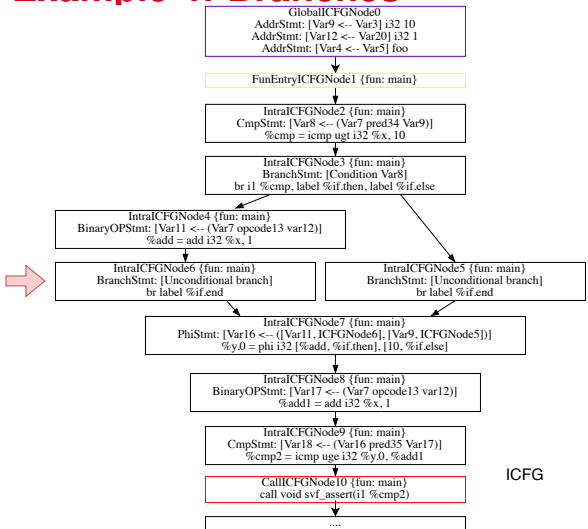 GlobalICFGNode0
AddrStmt: [Var9 <-- Var3] i32 10
AddrStmt: [Var12 <-- Var20] i32 1
AddrStmt: [Var4 <-- Var5] foo
FunEntryICFGNode1 {fun: main}
IntraICFGNode2 {fun: main}
CmpStmt: [Var8 <-- (Var7 pred34 Var9)]
%cmp = icmp ugt i32 %x, 10
IntraICFGNode3 {fun: main}
BranchStmt: [Condition Var8]
br i1 %cmp, label %if.then, label %if.else
IntraICFGNode4 {fun: main}
BinaryOPStmt: [Var11 <-- (Var7 opcode13 var12)]
%add = add i32 %x, 1
IntraICFGNode6 {fun: main}
BranchStmt: [Unconditional branch]
br label %if.end
IntraICFGNode5 {fun: main}
BranchStmt: [Unconditional branch]
br label %if.end
IntraICFGNode7 {fun: main}
PhiStmt: [Var16 <-- ([Var11, ICFGNode6], [Var9, ICFGNode5])]
%y.0 = phi i32 [%add, %if.then], [10, %if.else]
IntraICFGNode8 {fun: main}
BinaryOPStmt: [Var17 <-- (Var7 opcode13 var12)]
%add1 = add i32 %x, 1
IntraICFGNode9 {fun: main}
CmpStmt: [Var18 <-- (Var16 pred35 Var17)]
%cmp2 = icmp uge i32 %y.0, %add1
ICFG
CallICFGNode10 {fun: main}
call void svf_assert(i1 %cmp2)
....